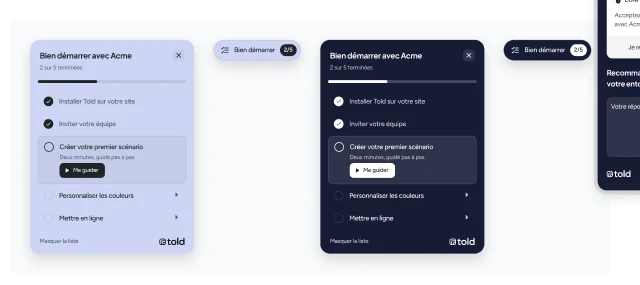 Bien démarrer avec Acme
2 sur 5 terminées
Installer Told sur votre site
Inviter votre équipe
Créer votre premier scénario
Deux minutes, guidé pas à pas.
Me guider
Personnaliser les couleurs
Mettre en ligne
Masquer la liste
told
Bien démarrer 2/5
Bien démarrer avec Acme
2 sur 5 terminées
Installer Told sur votre site
Inviter votre équipe
Créer votre premier scénario
Deux minutes, guidé pas à pas.
Me guider
Personnaliser les couleurs
Mettre en ligne
Masquer la liste
told
Bien démarrer 2/5
Acceptez
avec Acm
Je re
Recomma
votre ento
Votre répo
told